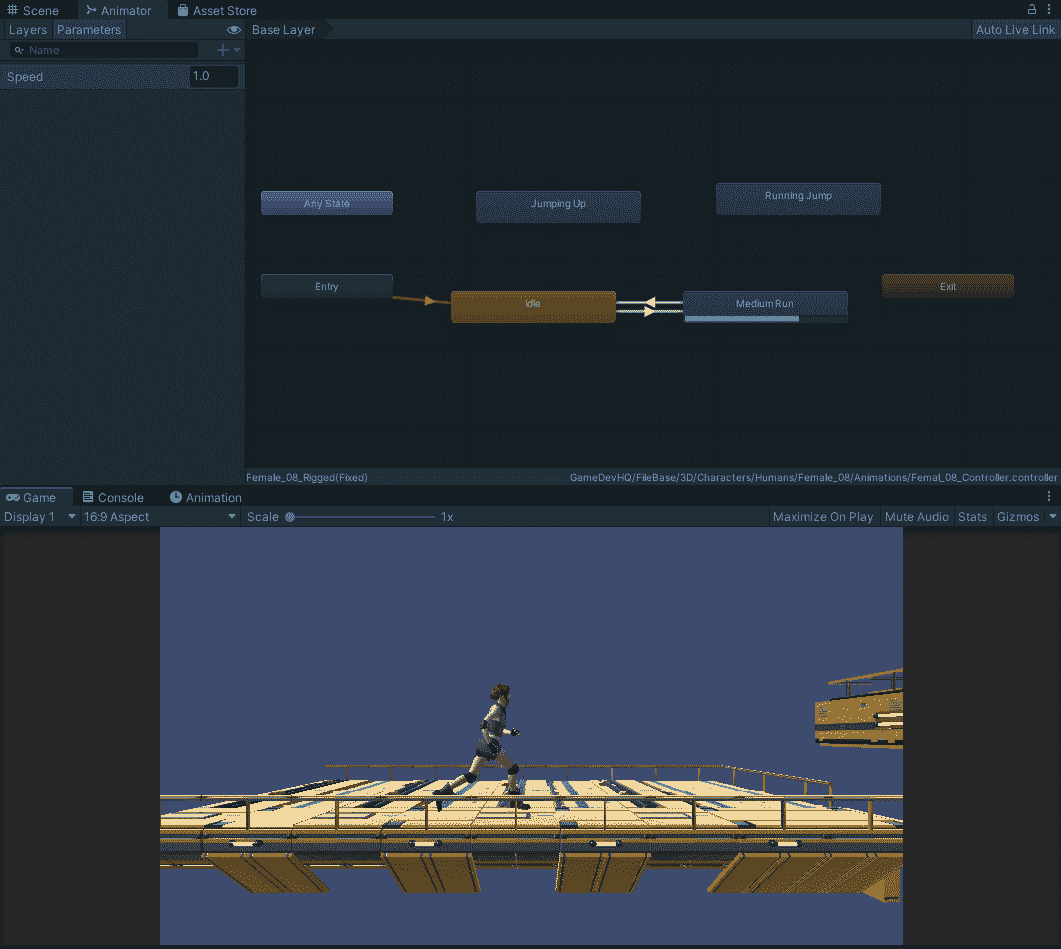 Scene Animator Asset Store
Layers Parameters Base Layer Auto Live Link
Name
Speed 1.0
Any State Jumping Up Running Jump
Entry Idle Medium Run Exit
Female_08_Rigged(Fixed) GameDevHQ/FileBase/3D/Characters/Humans/Female_08/Animations/Femal_08_Controller.controller
Game Console Animation
Display 1 16:9 Aspect Scale 1x Maximize On Play Mute Audio Stats Gizmos